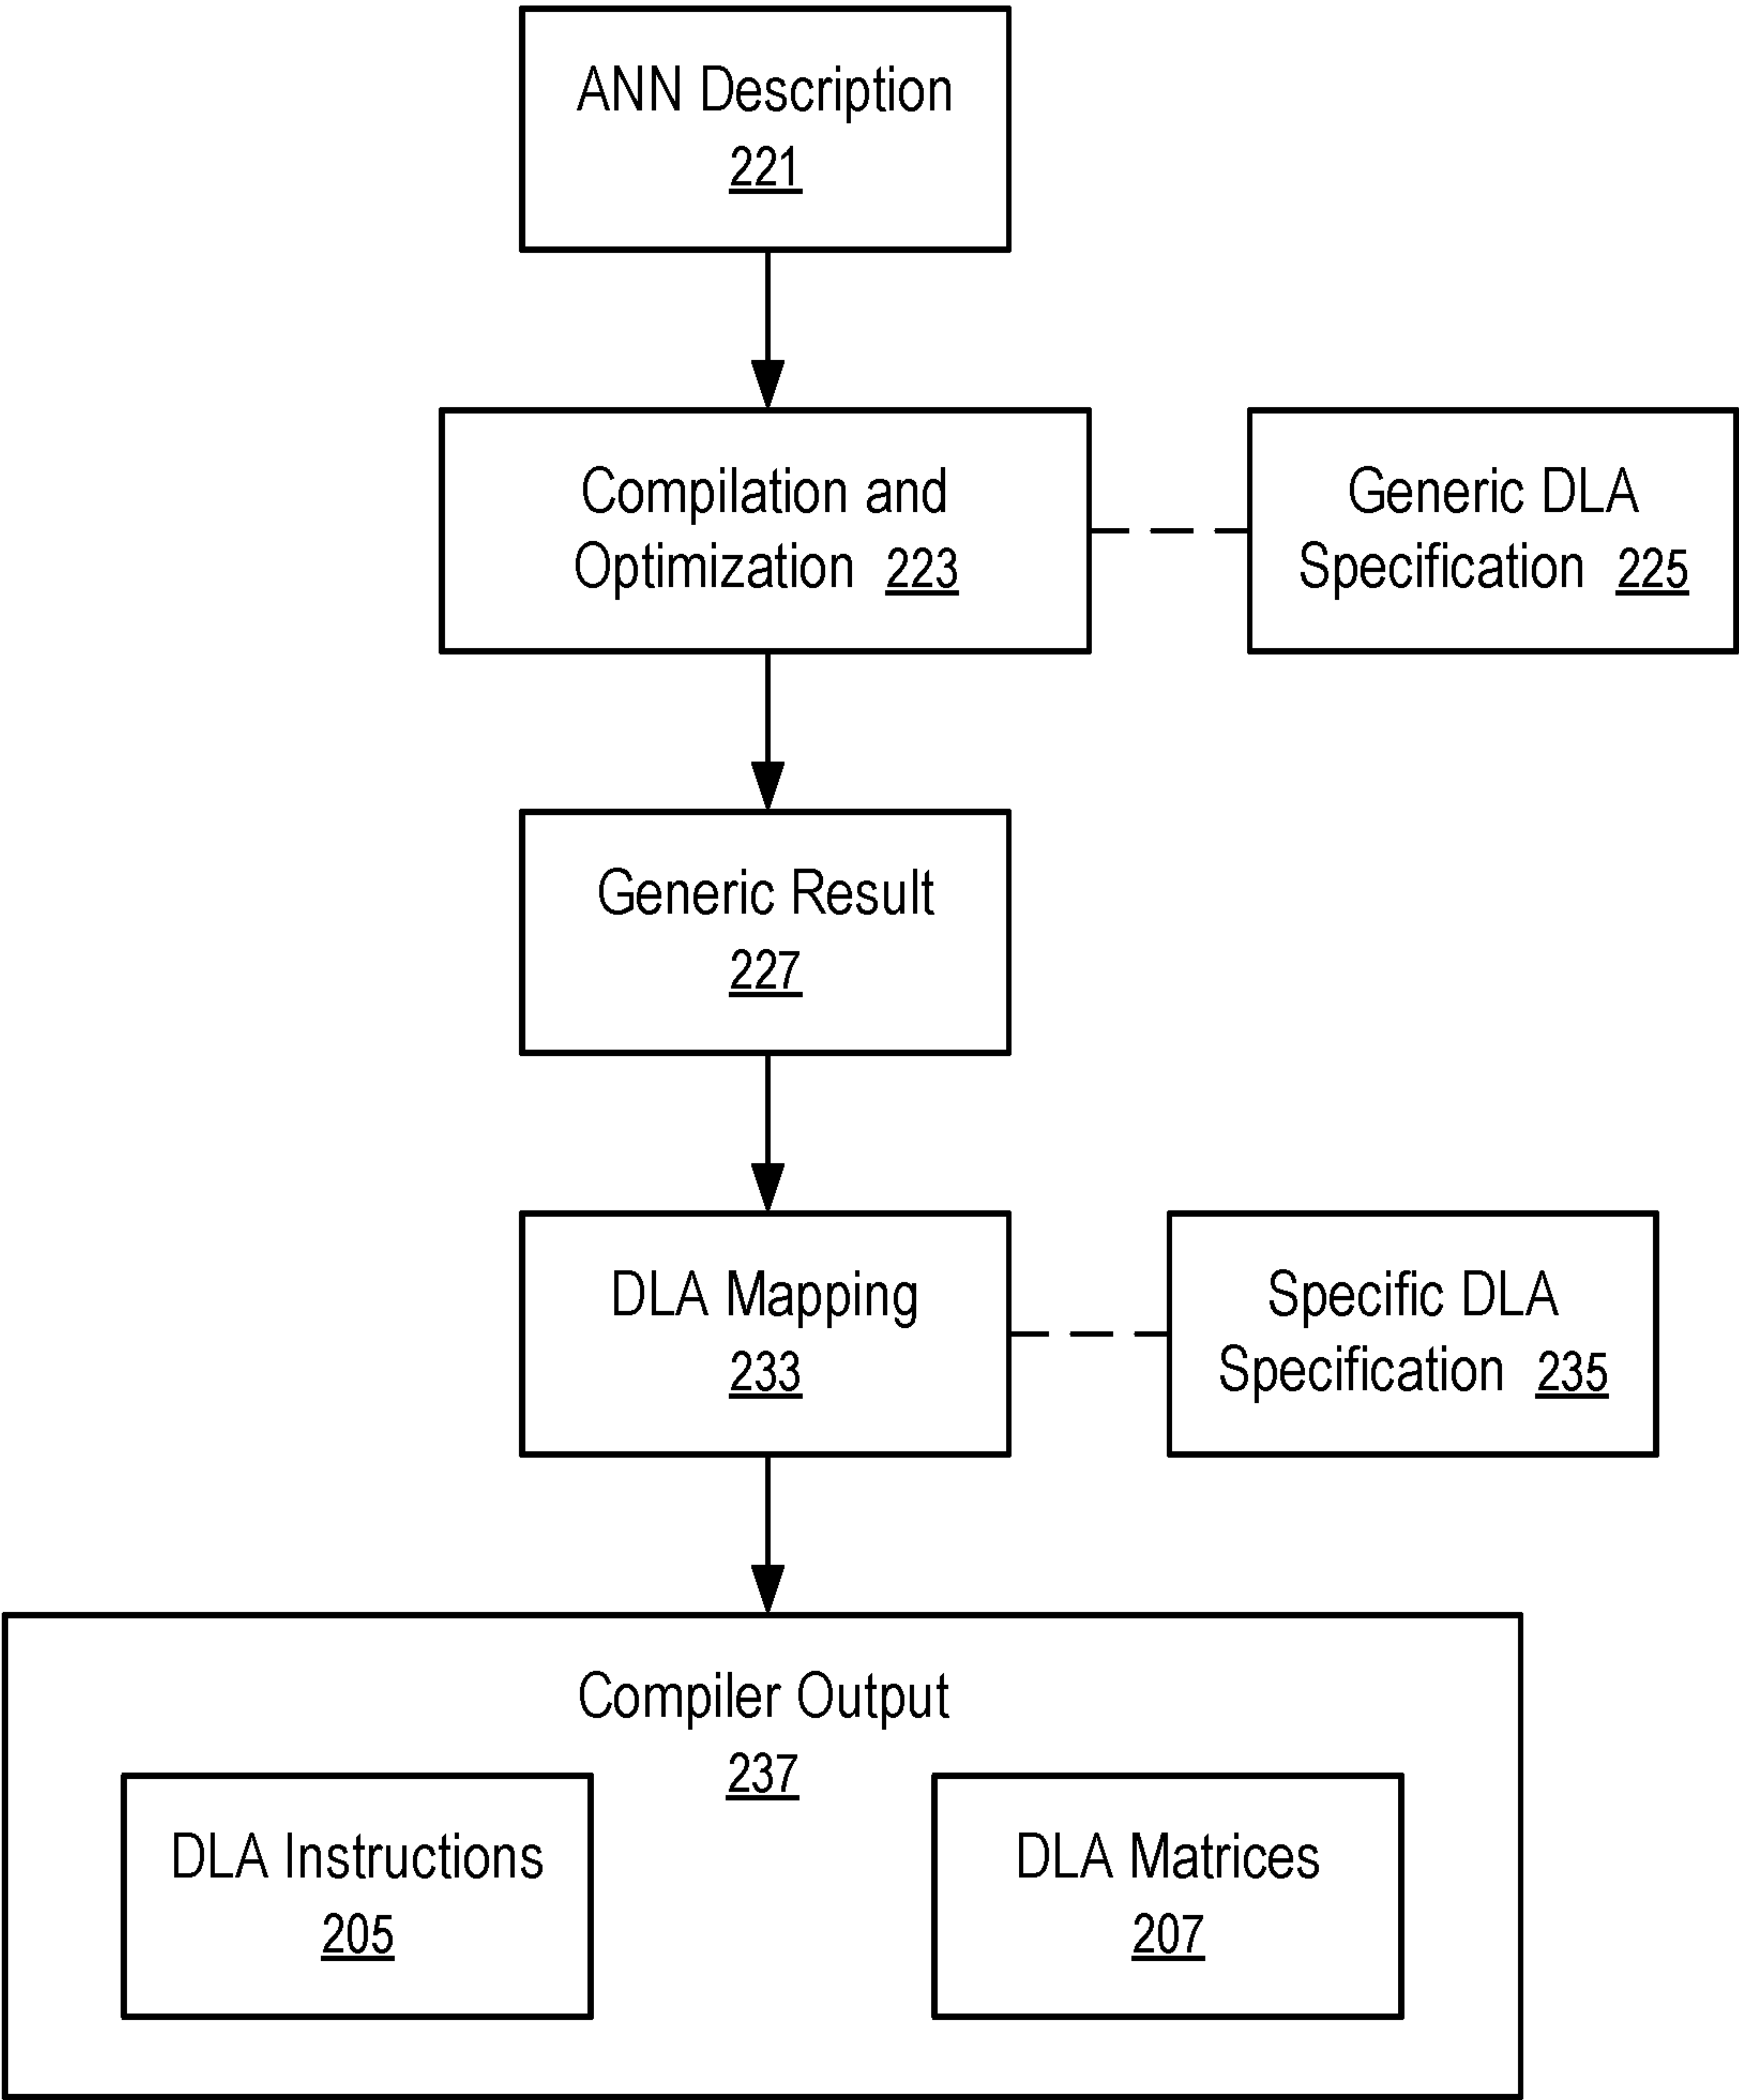 ANN Description
221
Compilation and
Optimization 223
Generic DLA
Specification 225
Generic Result
227
DLA Mapping
233
Specific DLA
Specification 235
Compiler Output
237
DLA Instructions
205
DLA Matrices
207